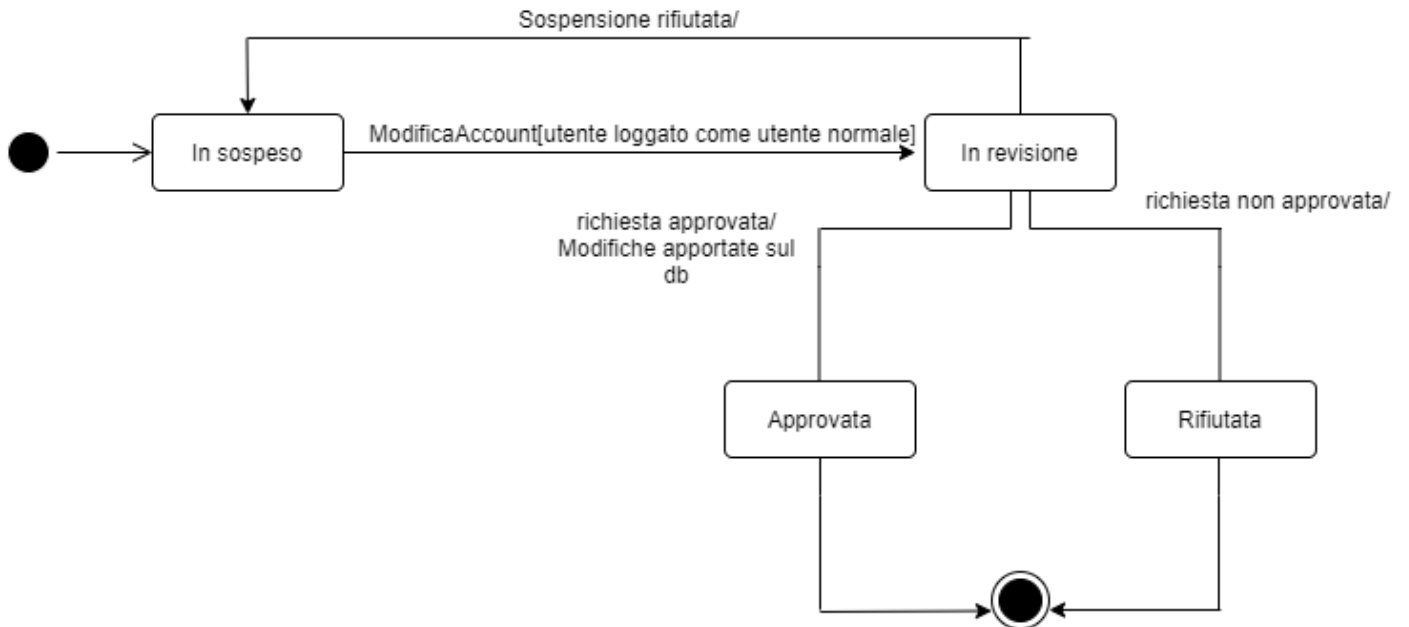 Sospensione rifiutata/
ModificaAccount[utente loggato come utente normale]
In sospeso
In revisione
richiesta approvata/
Modifiche apportate sul
db
richiesta non approvata/
Approvata
Rifiutata